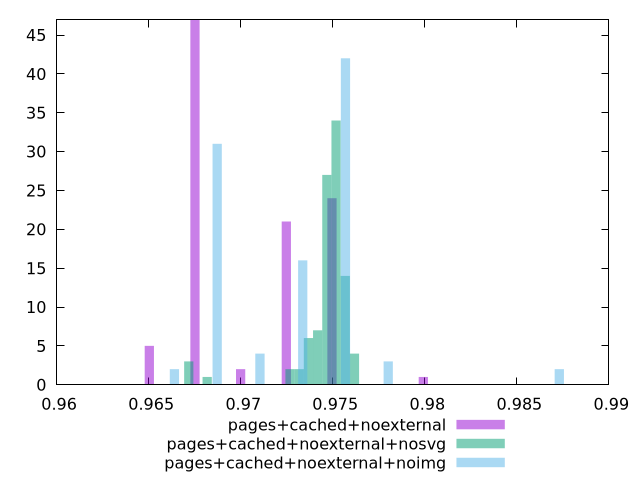 45
40
35
30
25
20
15
10
5
0
0.96 0.965 0.97 0.975 0.98 0.985 0.99
pages+cached+noexternal
pages+cached+noexternal+nosvg
pages+cached+noexternal+noimg